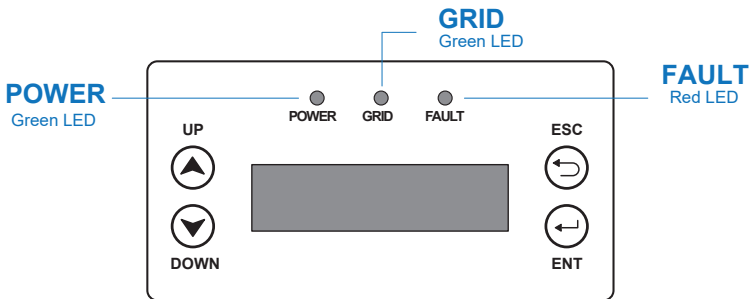 GRID
Green LED
POWER
Green LED
FAULT
Red LED
POWER GRID FAULT
UP
ESC
DOWN
ENT